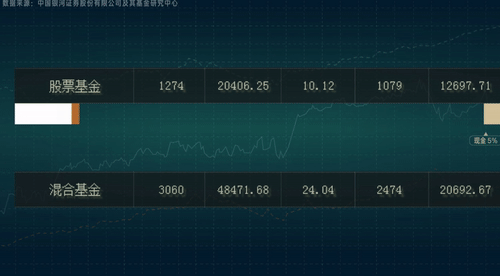 数据来源：中国银河证券股份有限公司及其基金研究中心
股票基金 1274 20406.25 10.12 1079 12697.71
现金 5%
混合基金 3060 48471.68 24.04 2474 20692.67